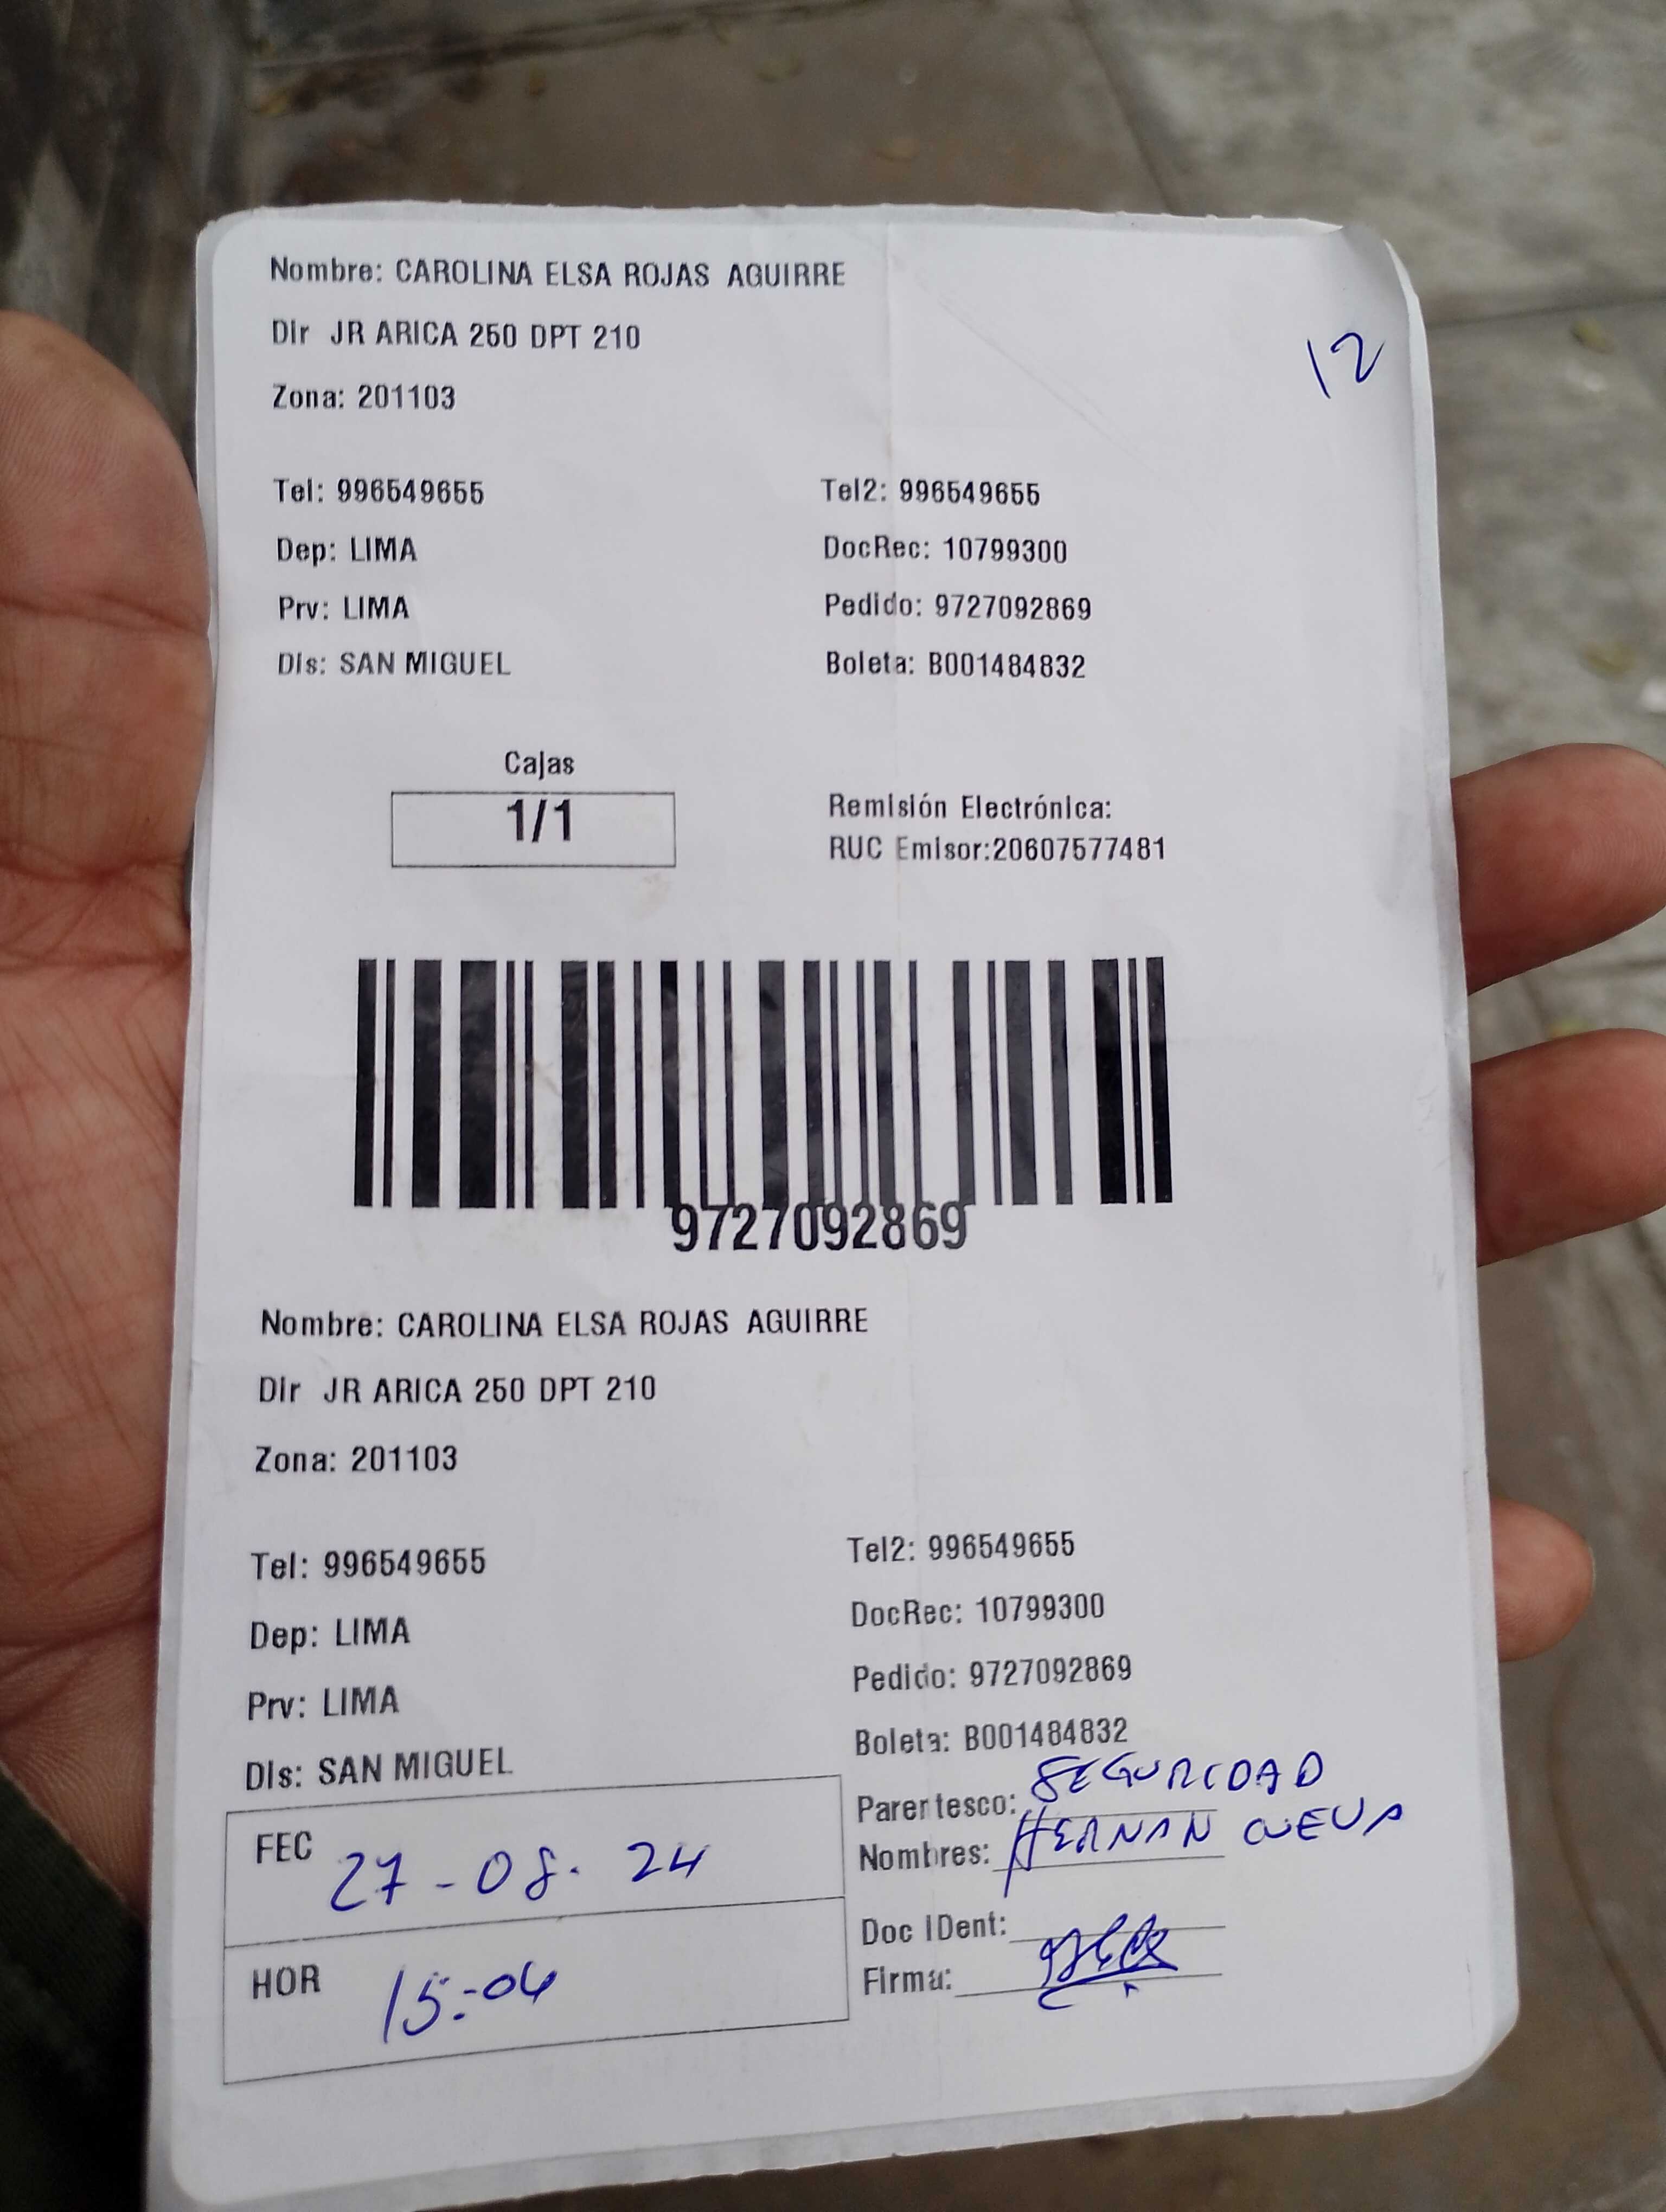 Nombre: CAROLINA ELSA ROJAS AGUIRRE
Dir JR ARICA 250 DPT 210
12
Zona: 201103
Tel: 996549655 Tel2: 996549655
Dep: LIMA DocRec: 10799300
Prv: LIMA Pedido: 9727092869
Dis: SAN MIGUEL Boleta: B001484832
Cajas
1/1
Remisión Electrónica:
RUC Emisor:20607577481
9727092869
Nombre: CAROLINA ELSA ROJAS AGUIRRE
Dir JR ARICA 250 DPT 210
Zona: 201103
Tel: 996549655 Tel2: 996549655
Dep: LIMA DocRec: 10799300
Prv: LIMA Pedido: 9727092869
Dis: SAN MIGUEL Boleta: B001484832
Parentesco: SEGURIDAD
Nombres: HERNAN CUEVA
FEC 27-08.24
Doc IDent:
Firma:
HOR 15:04